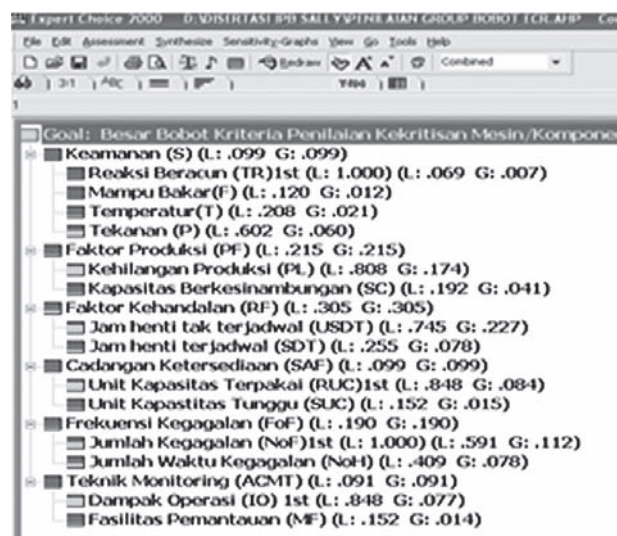 Expert Choice 2000 D:\DISERTASI IPB SALLY\PENILAIAN GROUP BOBOT TCR.AHP
File Edit Assessment Synthesize Sensitivity-Graphs View Go Tools Help
Redraw Combined
3:1 ABC
1
Goal: Besar Bobot Kriteria Penilaian Kekritisan Mesin/Kompone
Keamanan (S) (L: .099 G: .099)
Reaksi Beracun (TR)1st (L: 1.000) (L: .069 G: .007)
Mampu Bakar(F) (L: .120 G: .012)
Temperatur(T) (L: .208 G: .021)
Tekanan (P) (L: .602 G: .060)
Faktor Produksi (PF) (L: .215 G: .215)
Kehilangan Produksi (PL) (L: .808 G: .174)
Kapasitas Berkesinambungan (SC) (L: .192 G: .041)
Faktor Kehandalan (RF) (L: .305 G: .305)
Jam henti tak terjadwal (USDT) (L: .745 G: .227)
Jam henti terjadwal (SDT) (L: .255 G: .078)
Cadangan Ketersediaan (SAF) (L: .099 G: .099)
Unit Kapasitas Terpakai (RUC)1st (L: .848 G: .084)
Unit Kapastitas Tunggu (SUC) (L: .152 G: .015)
Frekuensi Kegagalan (FoF) (L: .190 G: .190)
Jumlah Kegagalan (NoF)1st (L: 1.000) (L: .591 G: .112)
Jumlah Waktu Kegagalan (NoH) (L: .409 G: .078)
Teknik Monitoring (ACMT) (L: .091 G: .091)
Dampak Operasi (IO) 1st (L: .848 G: .077)
Fasilitas Pemantauan (MF) (L: .152 G: .014)